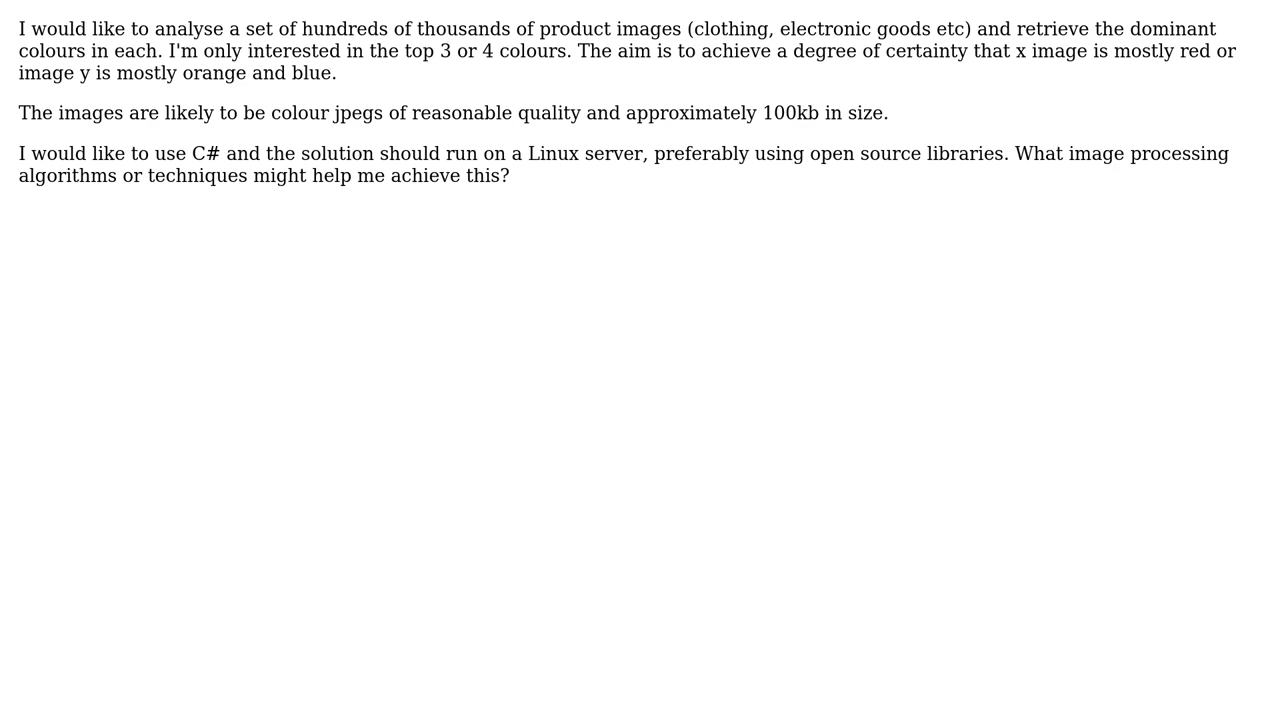 I would like to analyse a set of hundreds of thousands of product images (clothing, electronic goods etc) and retrieve the dominant
colours in each. I'm only interested in the top 3 or 4 colours. The aim is to achieve a degree of certainty that x image is mostly red or
image y is mostly orange and blue.
The images are likely to be colour jpegs of reasonable quality and approximately 100kb in size.
I would like to use C# and the solution should run on a Linux server, preferably using open source libraries. What image processing
algorithms or techniques might help me achieve this?